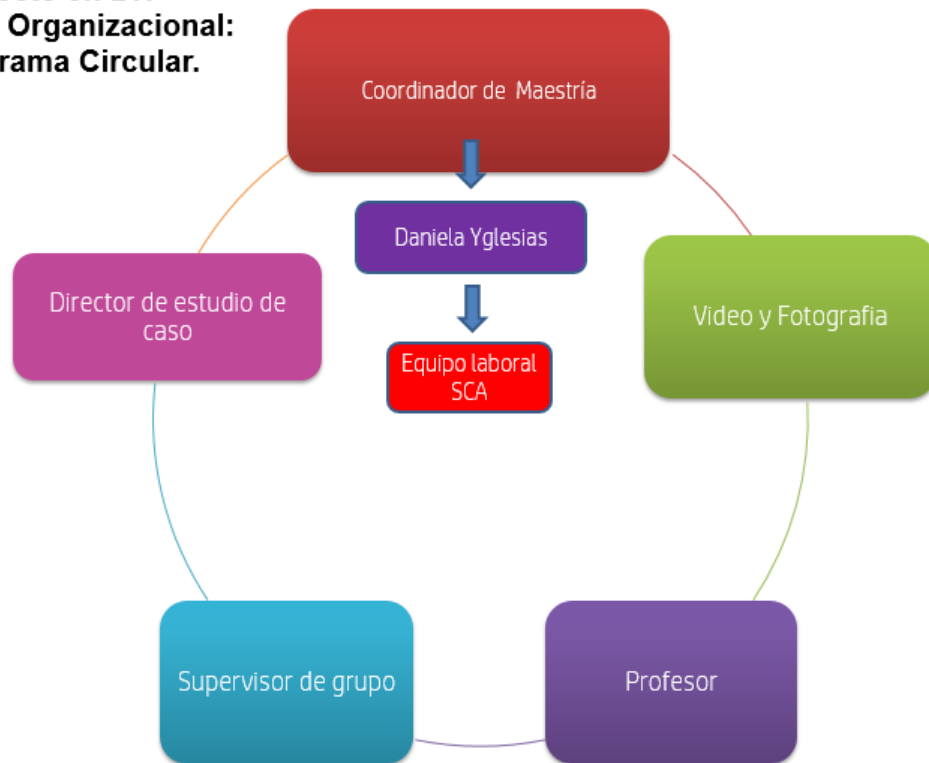 Organizacional:
Circular.
Coordinador de Maestría
Daniela Yglesias
Director de estudio de
caso
Video y Fotografia
Equipo laboral
SCA
Supervisor de grupo
Profesor